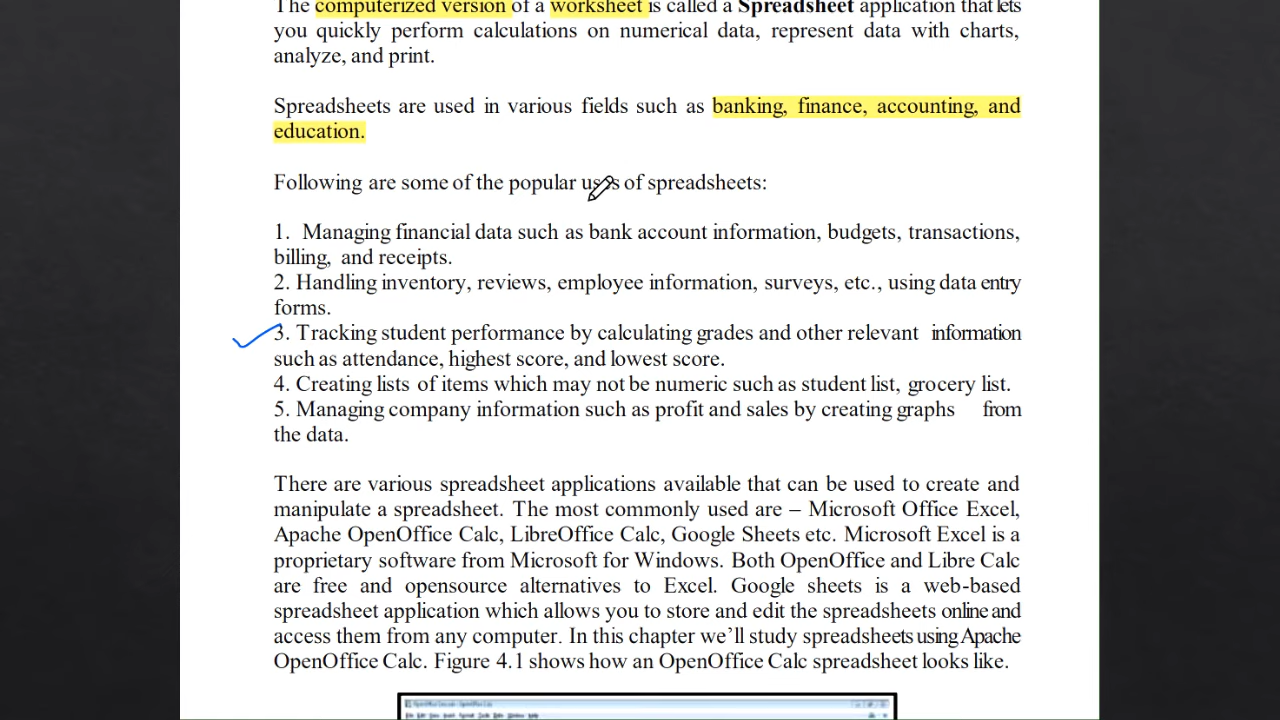 The computerized version of a worksheet is called a Spreadsheet application that lets
you quickly perform calculations on numerical data, represent data with charts,
analyze, and print.
Spreadsheets are used in various fields such as banking, finance, accounting, and
education.
Following are some of the popular uses of spreadsheets:
1. Managing financial data such as bank account information, budgets, transactions,
billing, and receipts.
2. Handling inventory, reviews, employee information, surveys, etc., using data entry
forms.
3. Tracking student performance by calculating grades and other relevant information
such as attendance, highest score, and lowest score.
4. Creating lists of items which may not be numeric such as student list, grocery list.
5. Managing company information such as profit and sales by creating graphs from
the data.
There are various spreadsheet applications available that can be used to create and
manipulate a spreadsheet. The most commonly used are – Microsoft Office Excel,
Apache OpenOffice Calc, LibreOffice Calc, Google Sheets etc. Microsoft Excel is a
proprietary software from Microsoft for Windows. Both OpenOffice and Libre Calc
are free and opensource alternatives to Excel. Google sheets is a web-based
spreadsheet application which allows you to store and edit the spreadsheets online and
access them from any computer. In this chapter we’ll study spreadsheets using Apache
OpenOffice Calc. Figure 4.1 shows how an OpenOffice Calc spreadsheet looks like.